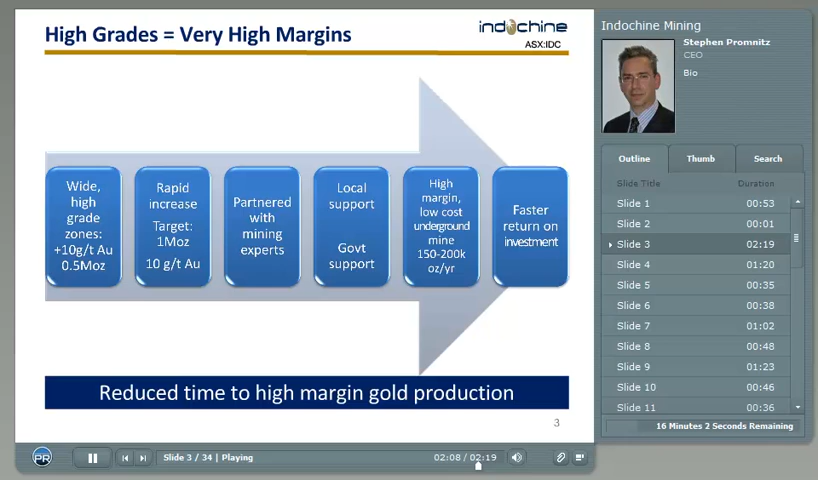 High Grades = Very High Margins
indochine
ASX:IDC
Wide,
high
grade
zones:
+10g/t Au
0.5Moz
Rapid
increase
Target:
1Moz
10 g/t Au
Partnered
with
mining
experts
Local
support
Govt
support
High
margin,
low cost
underground
mine
150-200k
oz/yr
Faster
return on
investment
Reduced time to high margin gold production
3
PR
Slide 3 / 34 | Playing
02:08 / 02:19
Indochine Mining
Stephen Promnitz
CEO
Bio
Outline
Thumb
Search
Slide Title Duration
Slide 1 00:53
Slide 2 00:01
Slide 3 02:19
Slide 4 01:20
Slide 5 00:35
Slide 6 00:38
Slide 7 01:02
Slide 8 00:48
Slide 9 01:23
Slide 10 00:46
Slide 11 00:36
16 Minutes 2 Seconds Remaining